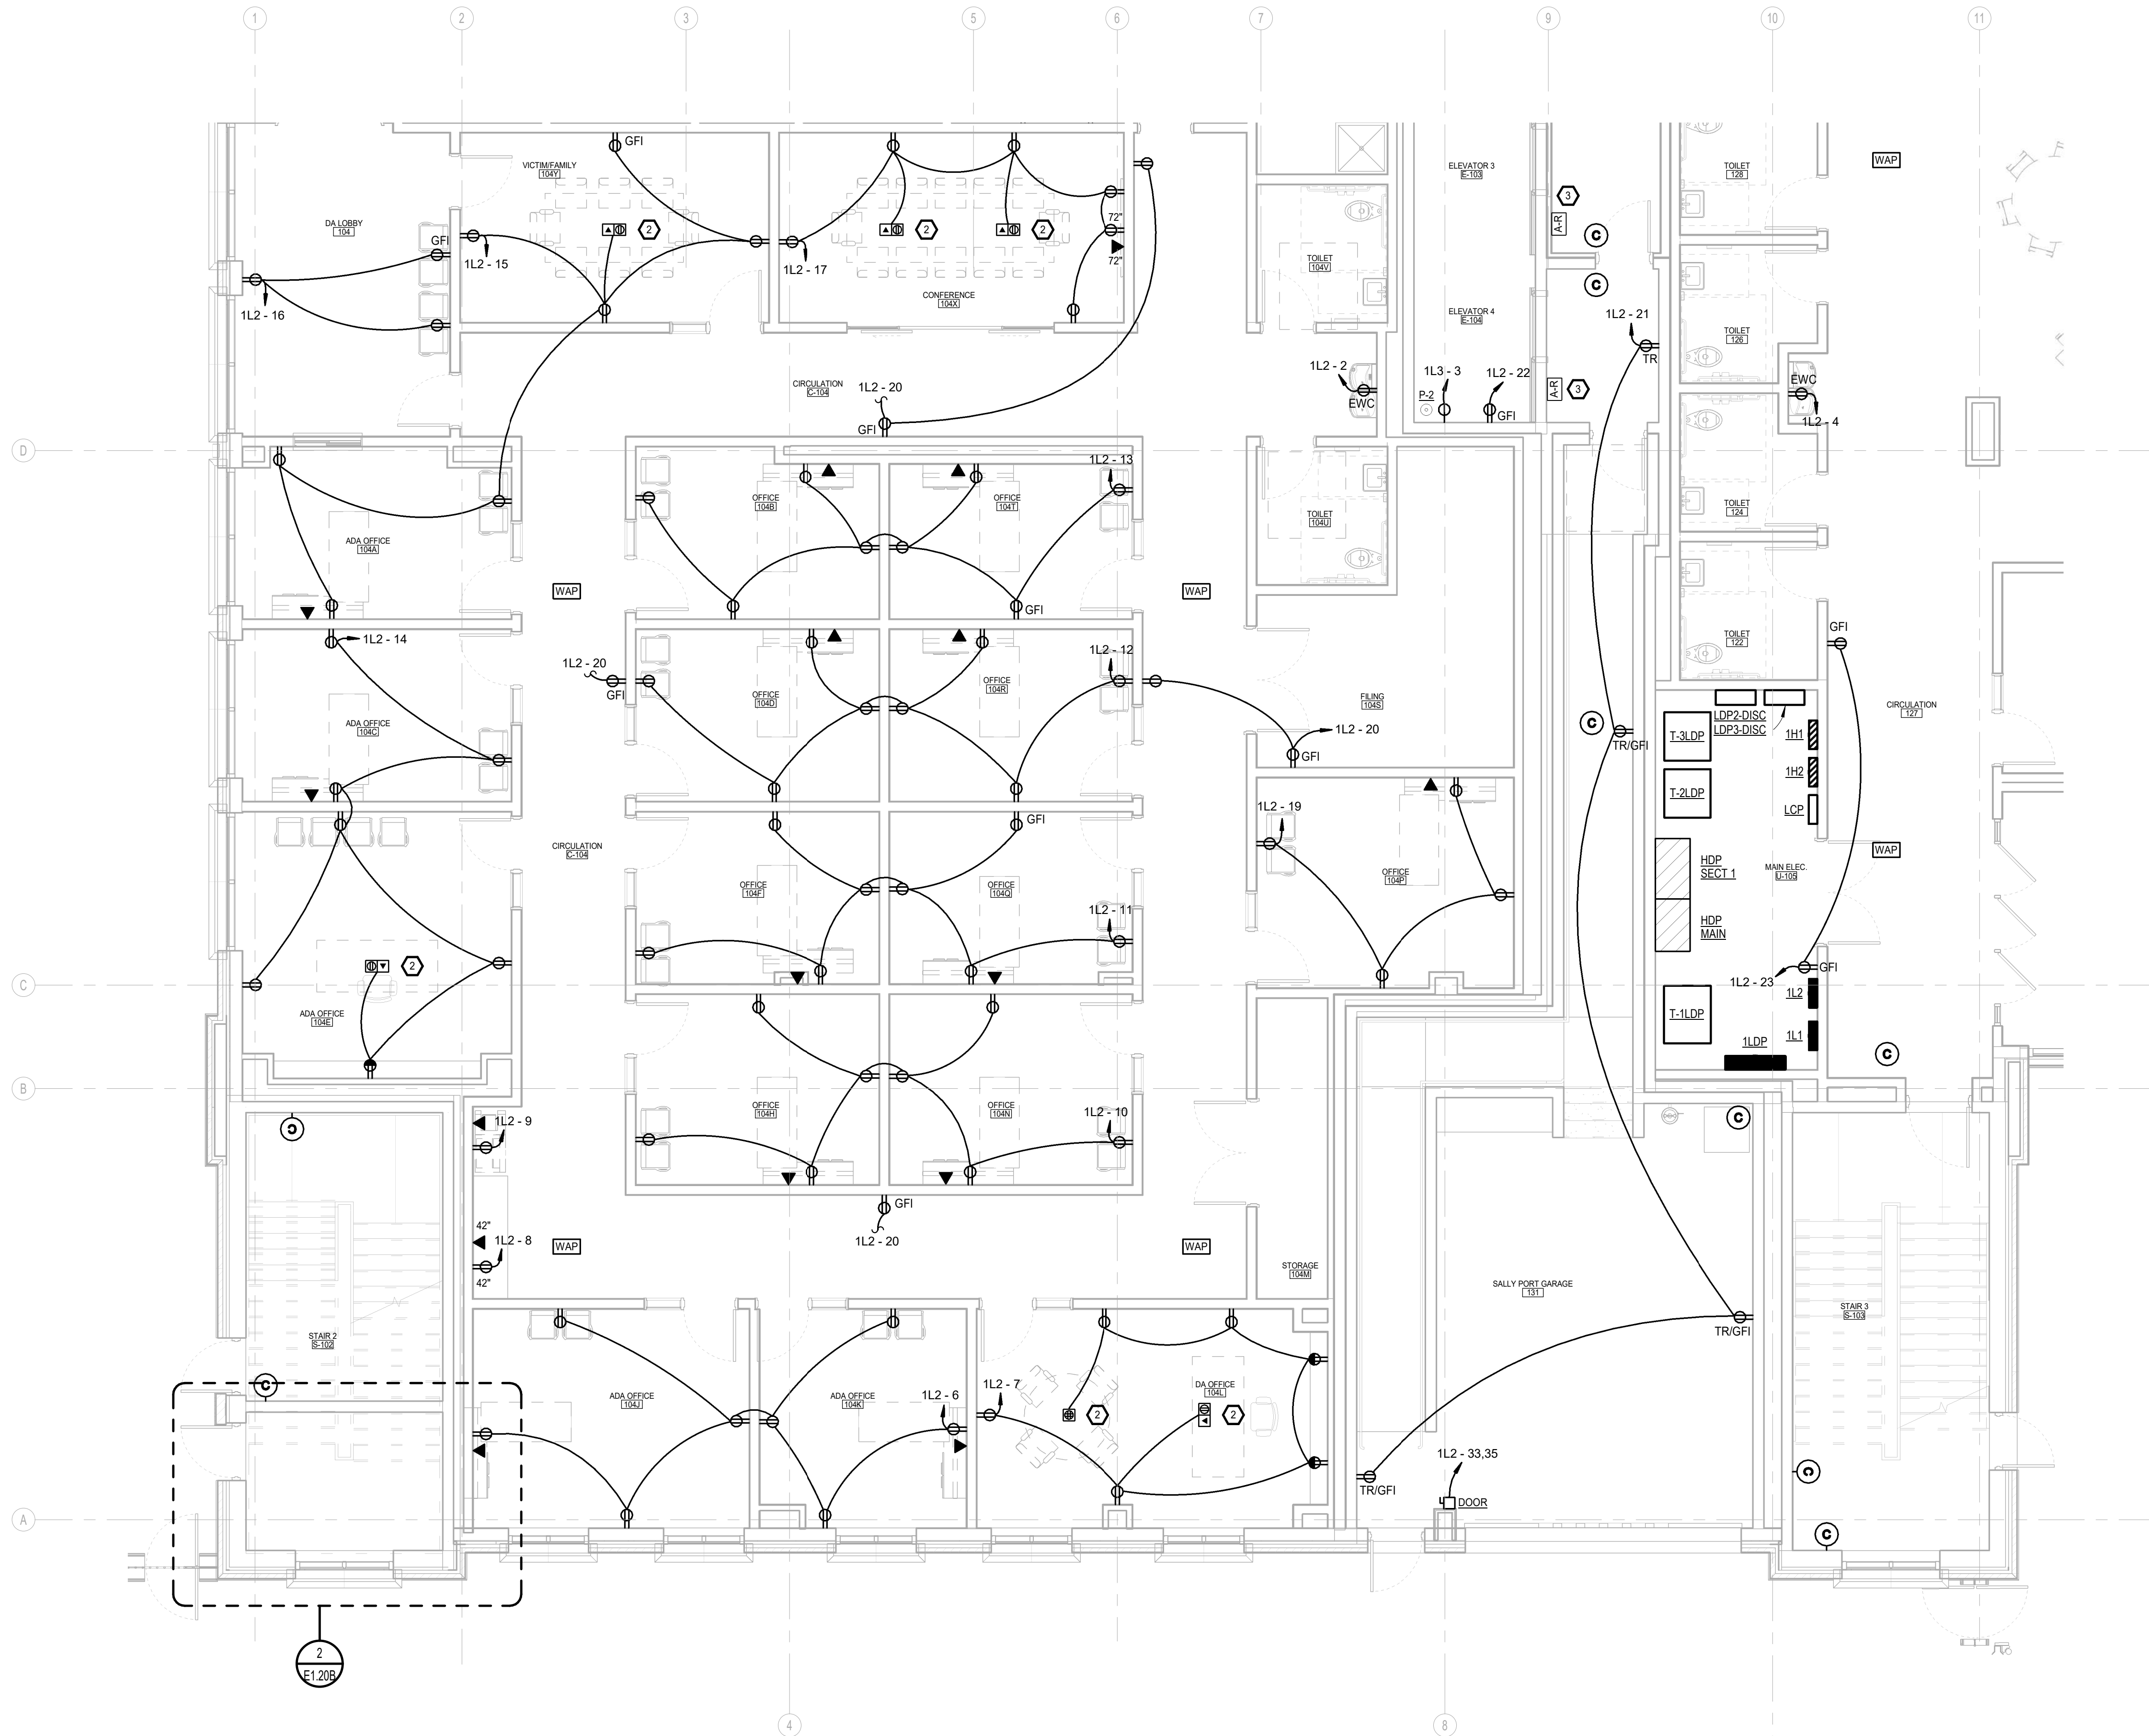 1
2
3
5
6
7
9
10
11
GFI
VICTIM/FAMILY
104Y
ELEVATOR 3
E-103
TOILET
128
WAP
3
A-R
DA LOBBY
104
GFI
1L2 - 15
2
1L2 - 17
2
2
72"
72"
C
C
TOILET
104V
CONFERENCE
104X
1L2 - 16
ELEVATOR 4
E-104
1L2 - 21
TR
TOILET
126
CIRCULATION
C-104
1L2 - 20
GFI
1L2 - 2
EWC
1L3 - 3
P-2
1L2 - 22
GFI
A-R
3
EWC
1L2 - 4
D
1L2 - 13
OFFICE
104B
OFFICE
104T
TOILET
104U
TOILET
124
ADA OFFICE
104A
WAP
WAP
GFI
1L2 - 14
TOILET
122
GFI
1L2 - 20
GFI
OFFICE
104D
OFFICE
104R
1L2 - 12
FILING
104S
1L2 - 20
GFI
ADA OFFICE
104C
C
TR/GFI
T-3LDP
LDP2-DISC
LDP3-DISC
1H1
CIRCULATION
127
T-2LDP
1H2
LCP
1L2 - 19
GFI
CIRCULATION
C-104
WAP
HDP
SECT 1
MAIN ELEC.
U-105
OFFICE
104F
OFFICE
104Q
OFFICE
104P
1L2 - 11
HDP
MAIN
2
GFI
1L2 - 23
C
ADA OFFICE
104E
T-1LDP
1L2
1L1
1LDP
C
B
OFFICE
104H
OFFICE
104N
1L2 - 10
C
C
1L2 - 9
GFI
42"
1L2 - 8
42"
WAP
1L2 - 20
WAP
STORAGE
104M
SALLY PORT GARAGE
131
STAIR 2
S-102
STAIR 3
S-103
TR/GFI
C
ADA OFFICE
104J
ADA OFFICE
104K
1L2 - 6
1L2 - 7
DA OFFICE
104L
2
2
1L2 - 33,35
C
TR/GFI
DOOR
A
C
2
E1.20B
4
8